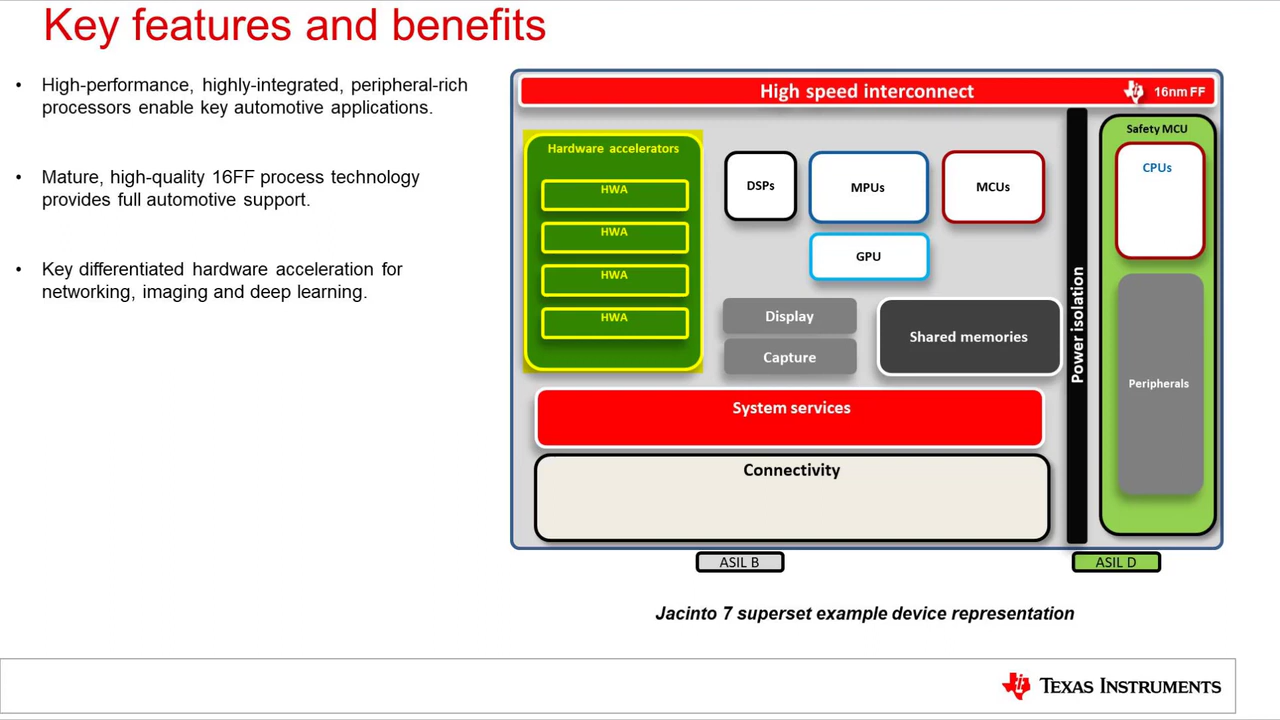 Key features and benefits
• High-performance, highly-integrated, peripheral-rich
processors enable key automotive applications.
• Mature, high-quality 16FF process technology
provides full automotive support.
• Key differentiated hardware acceleration for
networking, imaging and deep learning.
High speed interconnect
16nm FF
Hardware accelerators
HWA
HWA
HWA
HWA
DSPs
MPUs
MCUs
GPU
Display
Capture
Shared memories
System services
Connectivity
Power isolation
Safety MCU
CPUs
Peripherals
ASIL B
ASIL D
Jacinto 7 superset example device representation
TEXAS INSTRUMENTS